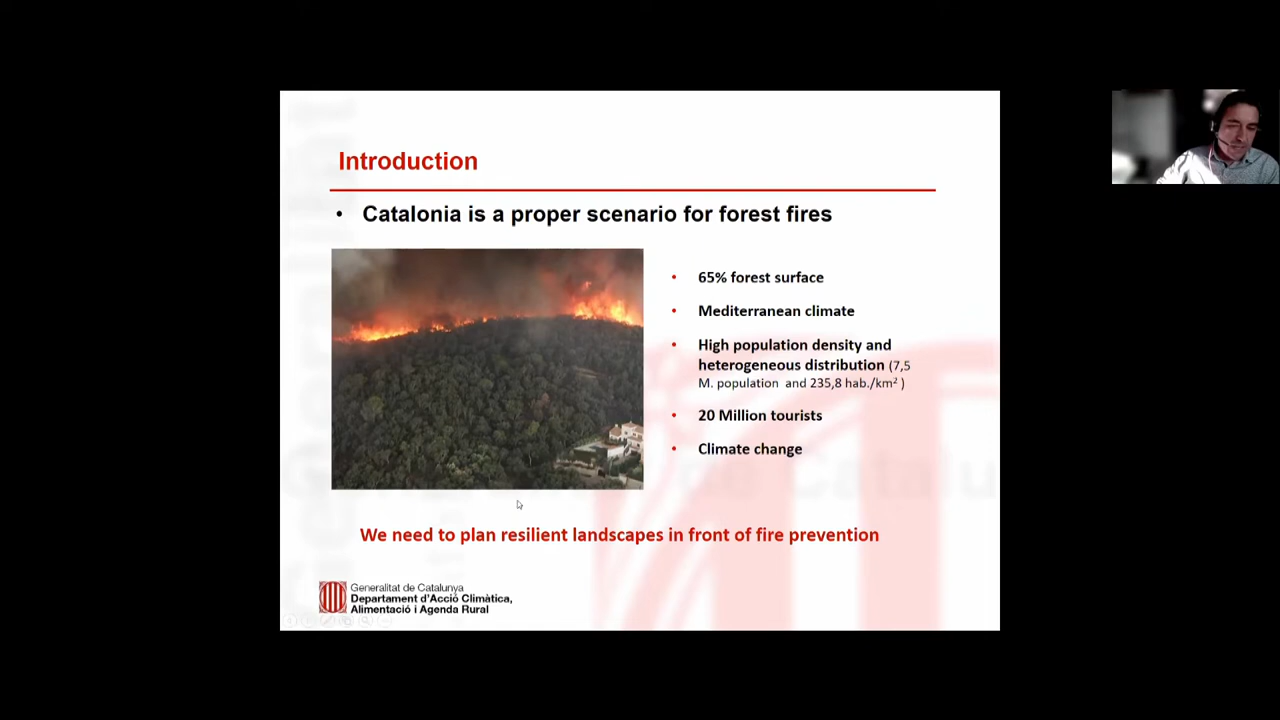 Introduction
• Catalonia is a proper scenario for forest fires
• 65% forest surface
• Mediterranean climate
• High population density and
heterogeneous distribution (7,5
M. population and 235,8 hab./km² )
• 20 Million tourists
• Climate change
We need to plan resilient landscapes in front of fire prevention
Generalitat de Catalunya
Departament d'Acció Climàtica,
Alimentació i Agenda Rural